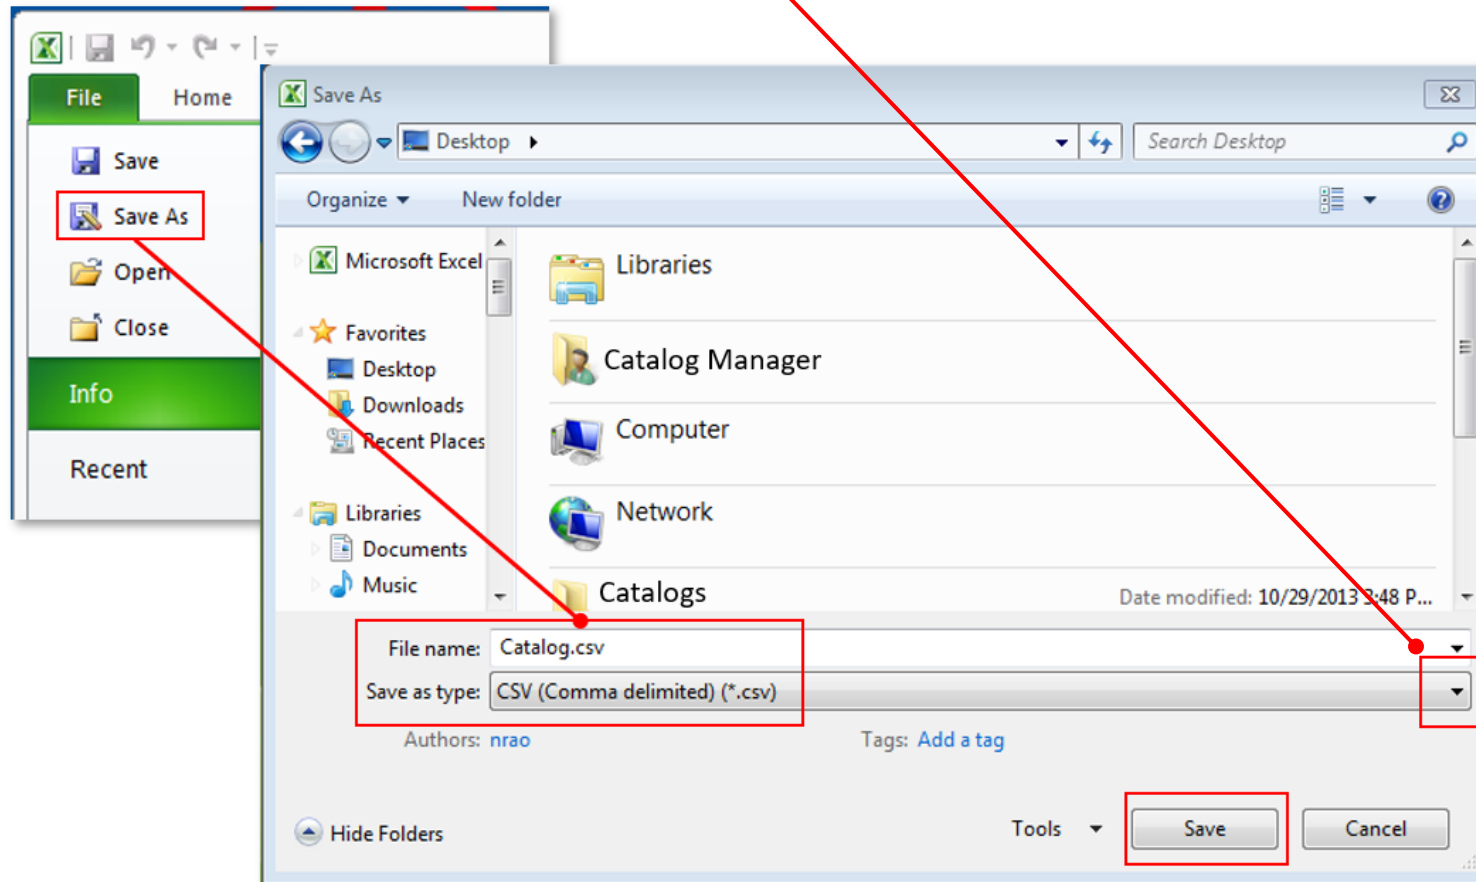 File Home
Save
Save As
Open
Close
Info
Recent
Save As
Desktop
Search Desktop
Organize New folder
Microsoft Excel
Favorites
Desktop
Downloads
Recent Places
Libraries
Documents
Music
Libraries
Catalog Manager
Computer
Network
Catalogs Date modified: 10/29/2013 3:48 P...
File name: Catalog.csv
Save as type: CSV (Comma delimited) (*.csv)
Authors: nrao Tags: Add a tag
Hide Folders Tools Save Cancel